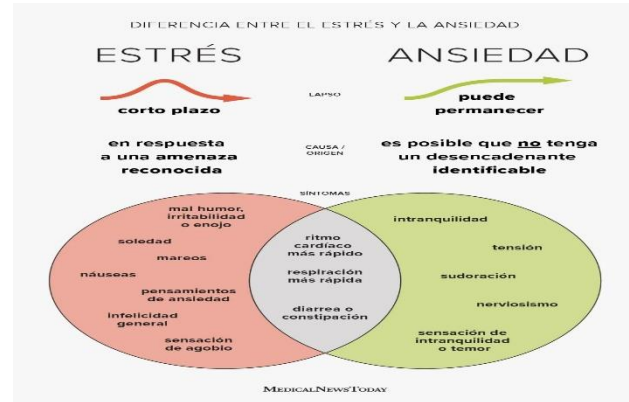 DIFERENCIA ENTRE EL ESTRÉS Y LA ANSIEDAD
ESTRÉS
ANSIEDAD
LAPSO
corto plazo
puede
permanecer
en respuesta
a una amenaza
reconocida
CAUSA /
ORIGEN
es posible que no tenga
un desencadenante
identificable
SÍNTOMAS
mal humor,
irritabilidad
o enojo
soledad
mareos
náuseas
pensamientos
de ansiedad
infelicidad
general
sensación
de agobio
ritmo
cardíaco
más rápido
respiración
más rápida
diarrea o
constipación
intranquilidad
tensión
sudoración
nerviosismo
sensación de
intranquilidad
o temor
MEDICALNEWSTODAY